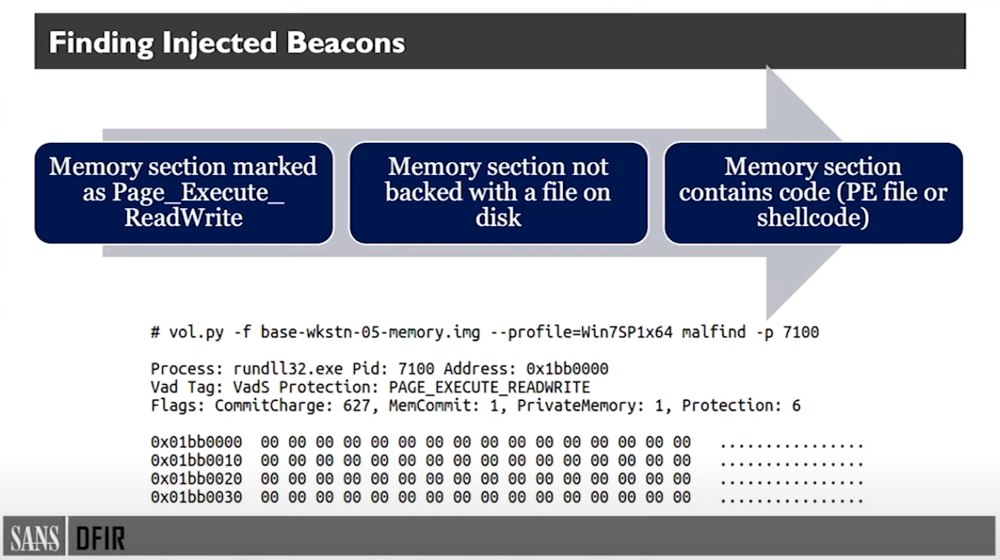 Finding Injected Beacons
Memory section marked
as Page_Execute_
ReadWrite
Memory section not
backed with a file on
disk
Memory section
contains code (PE file or
shellcode)
# vol.py -f base-wkstn-05-memory.img --profile=Win7SP1x64 malfind -p 7100
Process: rundll32.exe Pid: 7100 Address: 0x1bb0000
Vad Tag: VadS Protection: PAGE_EXECUTE_READWRITE
Flags: CommitCharge: 627, MemCommit: 1, PrivateMemory: 1, Protection: 6
0x01bb0000  00 00 00 00 00 00 00 00 00 00 00 00 00 00 00 00   ................
0x01bb0010  00 00 00 00 00 00 00 00 00 00 00 00 00 00 00 00   ................
0x01bb0020  00 00 00 00 00 00 00 00 00 00 00 00 00 00 00 00   ................
0x01bb0030  00 00 00 00 00 00 00 00 00 00 00 00 00 00 00 00   ................
SANS DFIR